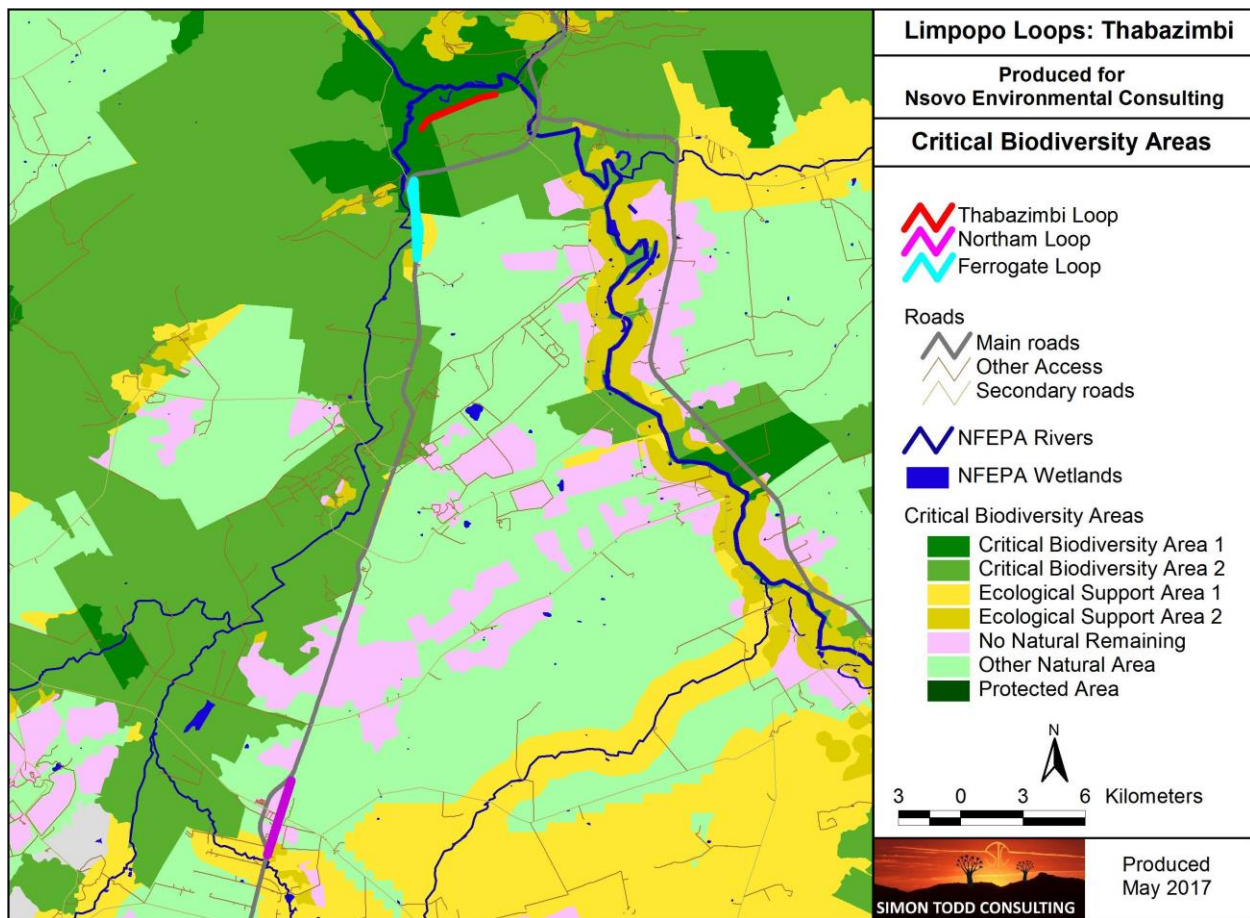 Limpopo Loops: Thabazimbi
Produced for
Nsovo Environmental Consulting
Critical Biodiversity Areas
Thabazimbi Loop
Northam Loop
Ferrogate Loop
Roads
Main roads
Other Access
Secondary roads
NFEPA Rivers
NFEPA Wetlands
Critical Biodiversity Areas
Critical Biodiversity Area 1
Critical Biodiversity Area 2
Ecological Support Area 1
Ecological Support Area 2
No Natural Remaining
Other Natural Area
Protected Area
N
3 0 3 6 Kilometers
SIMON TODD CONSULTING
Produced
May 2017